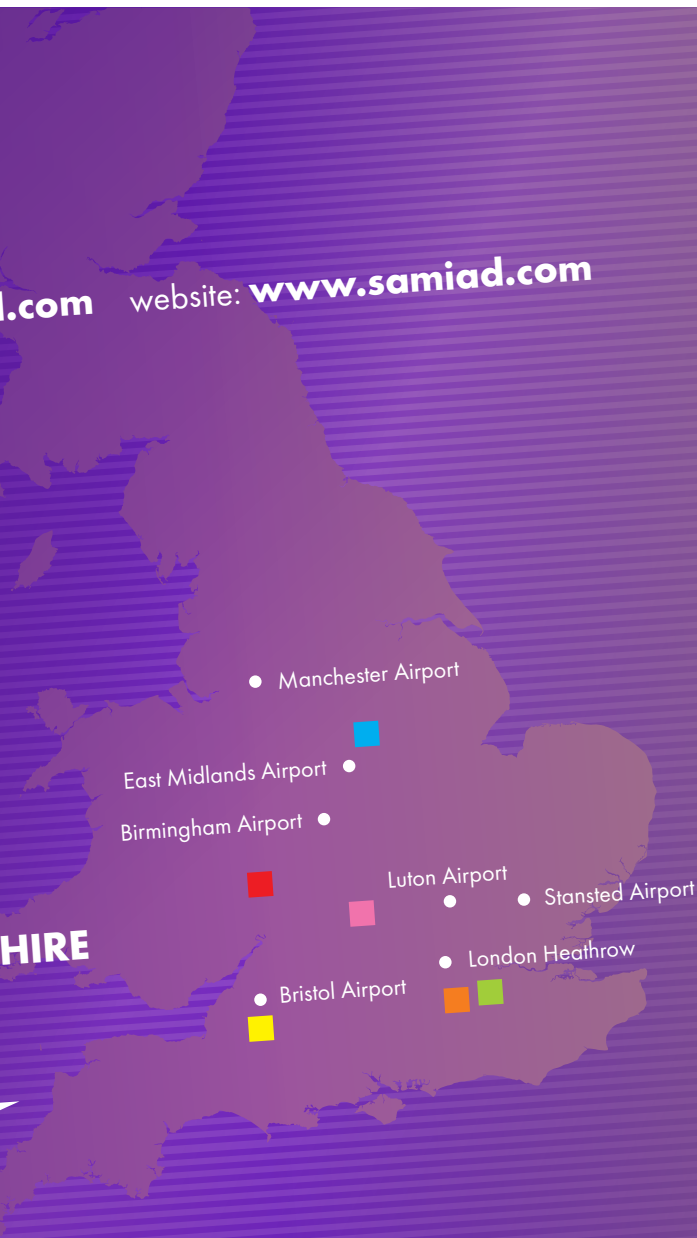 l.com website: www.samiad.com
Manchester Airport
East Midlands Airport
Birmingham Airport
Luton Airport
Stansted Airport
HIRE
London Heathrow
Bristol Airport